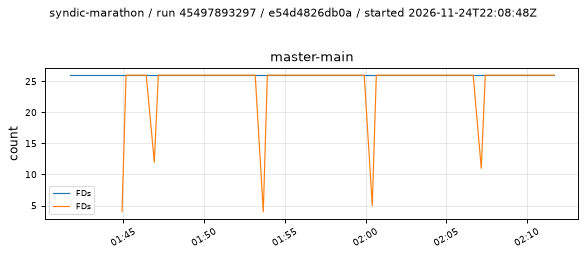 syndic-marathon / run 45497893297 / e54d4826db0a / started 2026-11-24T22:08:48Z
master-main
count
25
20
15
10
5
FDs
FDs
01:45
01:50
01:55
02:00
02:05
02:10